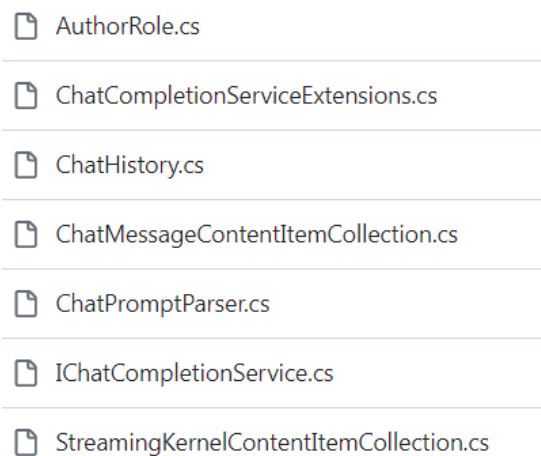 AuthorRole.cs
ChatCompletionServiceExtensions.cs
ChatHistory.cs
ChatMessageContentItemCollection.cs
ChatPromptParser.cs
IChatCompletionService.cs
StreamingKernelContentItemCollection.cs